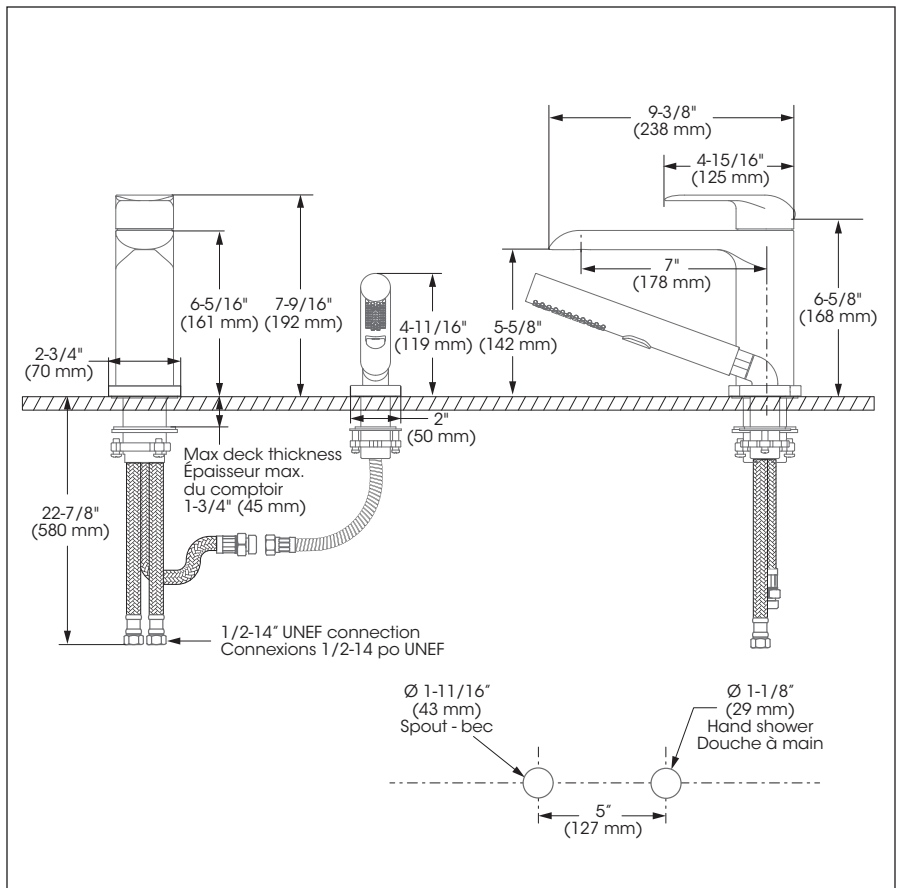 9-3/8"
(238 mm)
4-15/16"
(125 mm)
7"
(178 mm)
6-5/16"
(161 mm)
7-9/16"
(192 mm)
4-11/16"
(119 mm)
5-5/8"
(142 mm)
6-5/8"
(168 mm)
2-3/4"
(70 mm)
2"
(50 mm)
Max deck thickness
Épaisseur max.
du comptoir
1-3/4" (45 mm)
22-7/8"
(580 mm)
1/2-14" UNEF connection
Connexions 1/2-14 po UNEF
Ø 1-11/16"
(43 mm)
Spout - bec
Ø 1-1/8"
(29 mm)
Hand shower
Douche à main
5"
(127 mm)